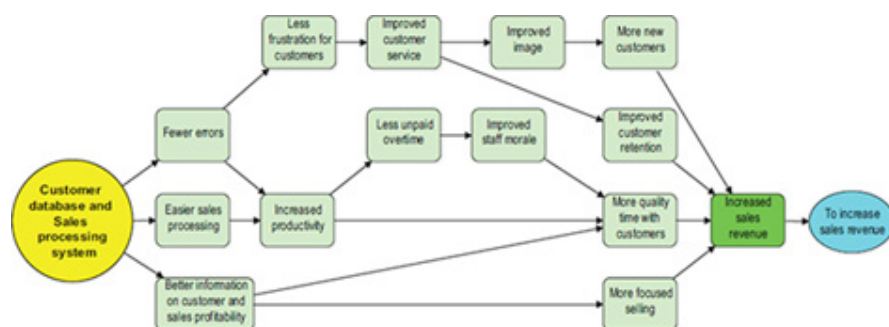 Less
frustration for
customers
Improved
customer
service
Improved
image
More new
customers
Fewer errors
Less unpaid
overtime
Improved
staff morale
Improved
customer
retention
Customer
database and
Sales
processing
system
Easier sales
processing
Increased
productivity
More quality
time with
customers
Increased
sales
revenue
To increase
sales revenue
Better information
on customer and
sales profitability
More focused
selling